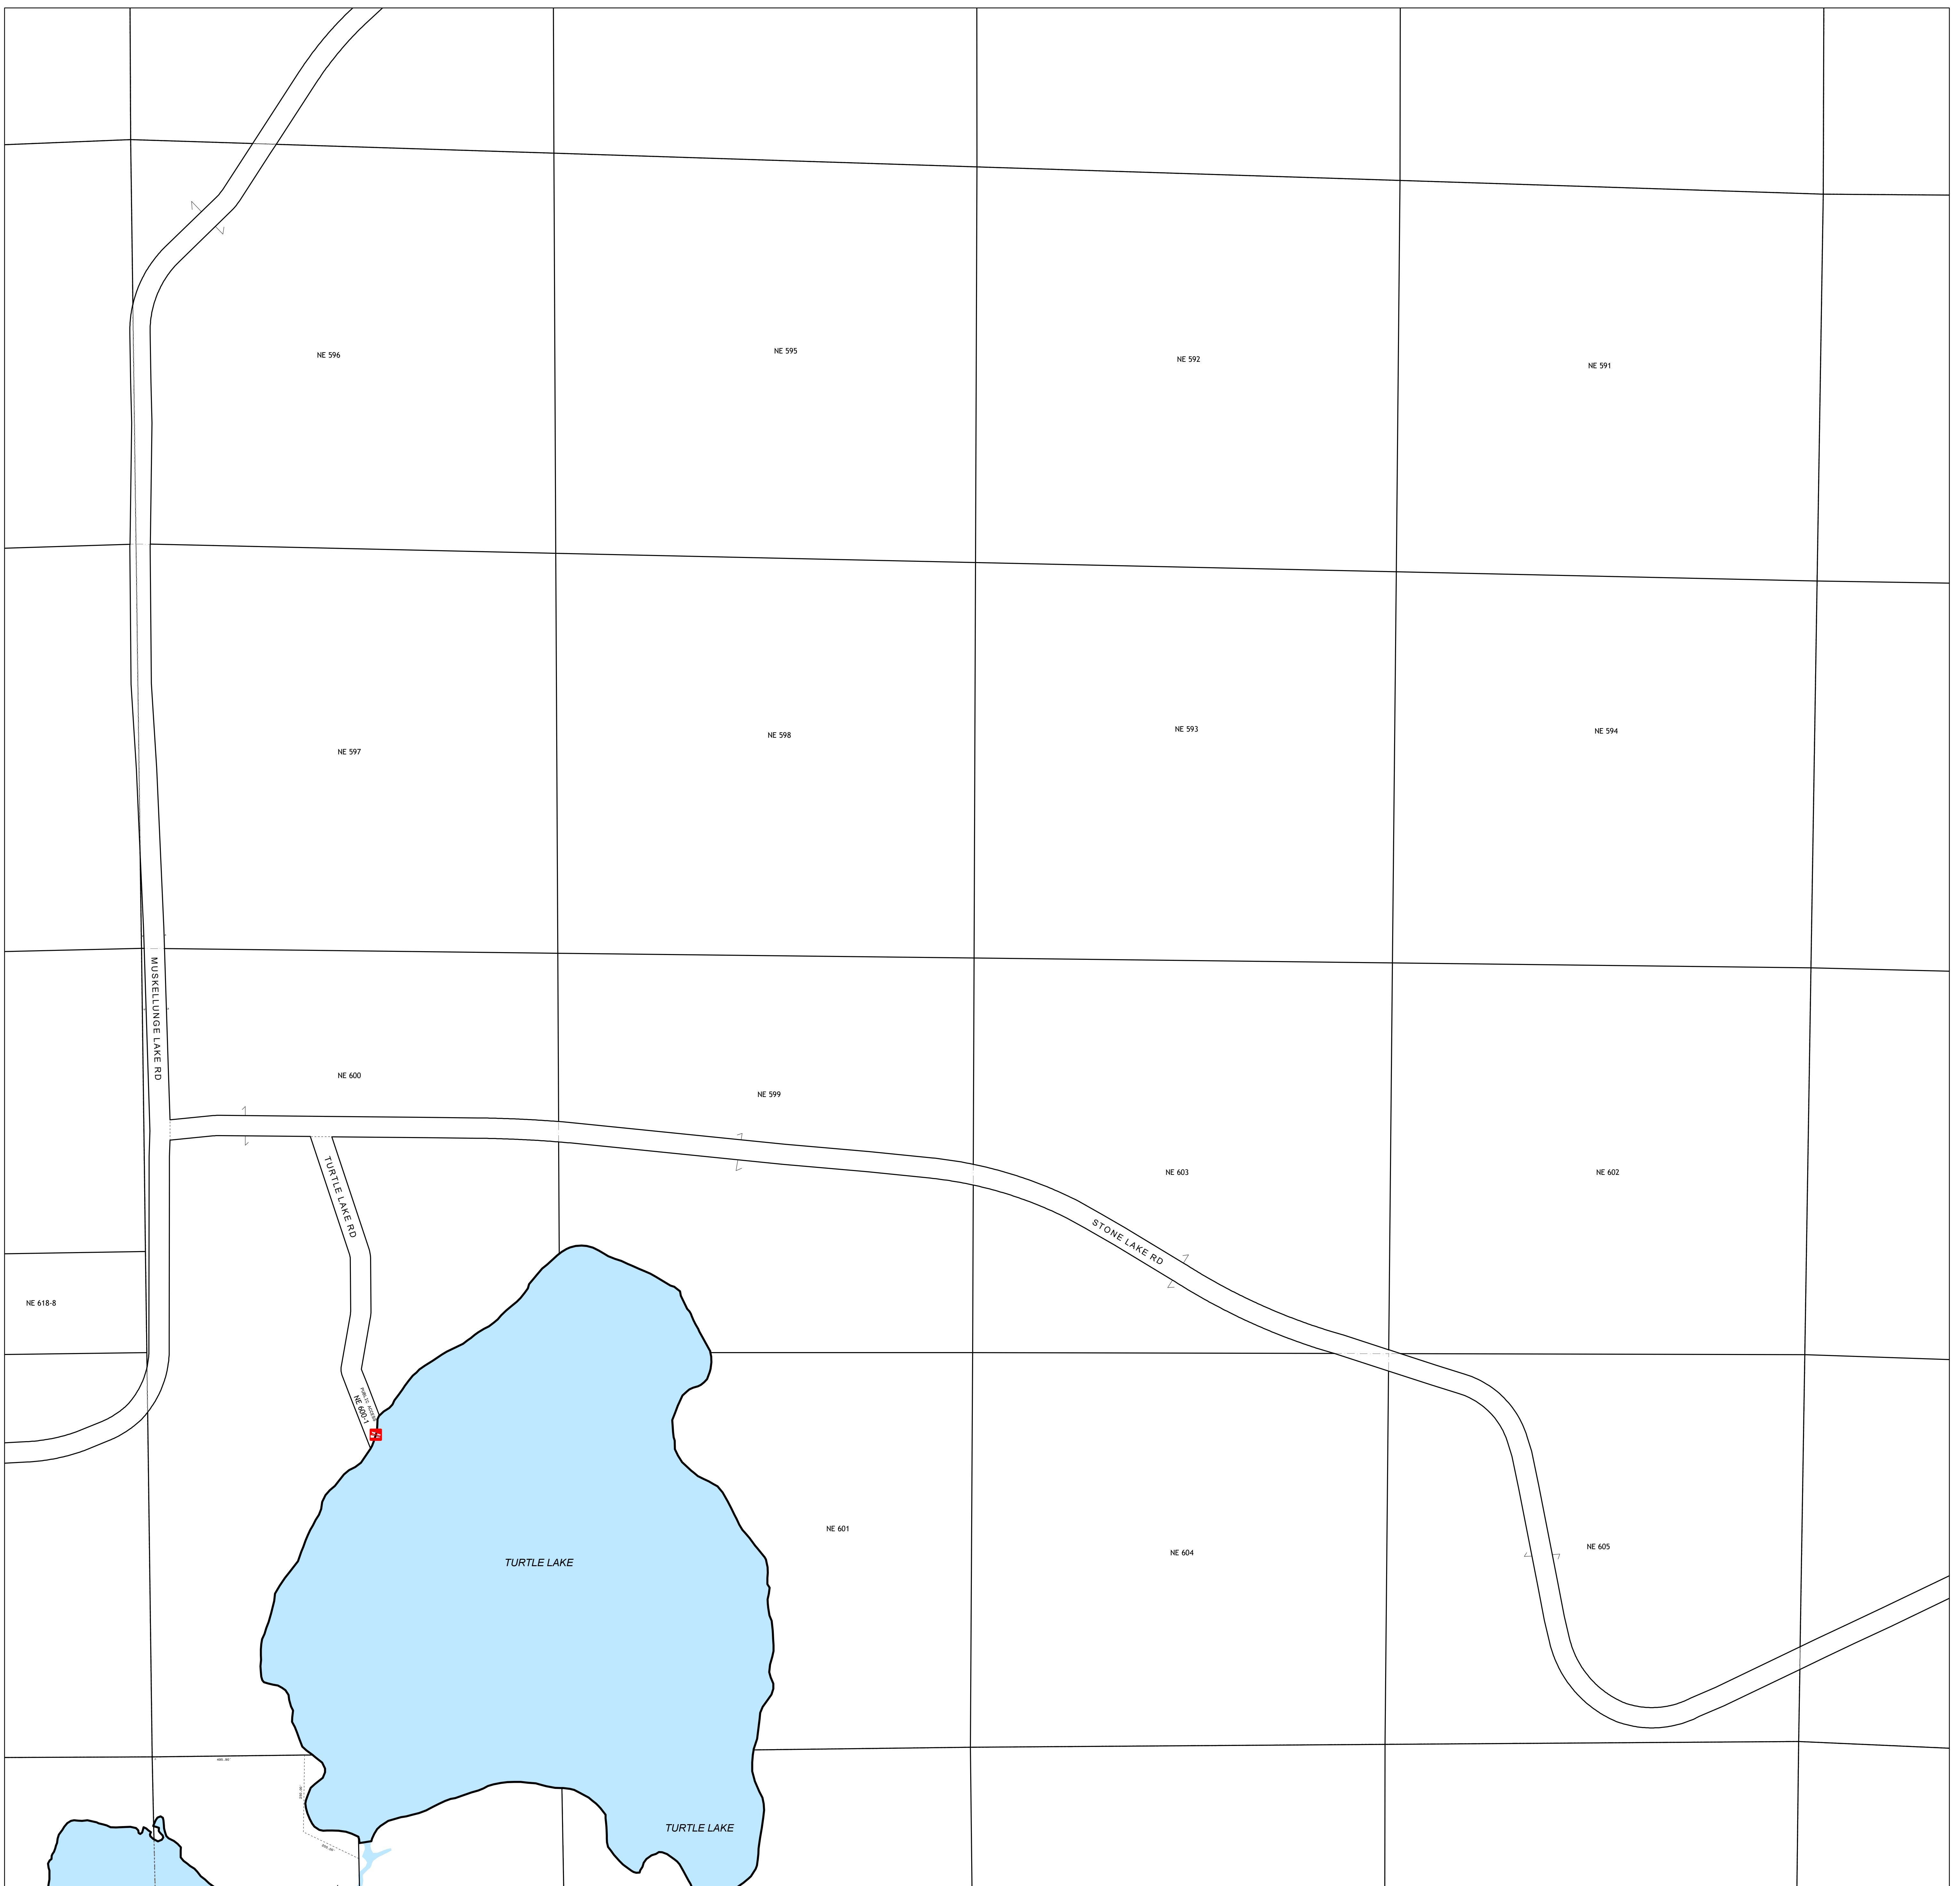 NE 596
NE 595
NE 592
NE 591
NE 597
NE 598
NE 593
NE 594
MUSKELLUNGE LAKE RD
NE 600
NE 599
NE 603
NE 602
TURTLE LAKE RD
STONE LAKE RD
NE 618-8
PUBLIC ACCESS
NE 600-1
NE 601
NE 604
NE 605
TURTLE LAKE
TURTLE LAKE